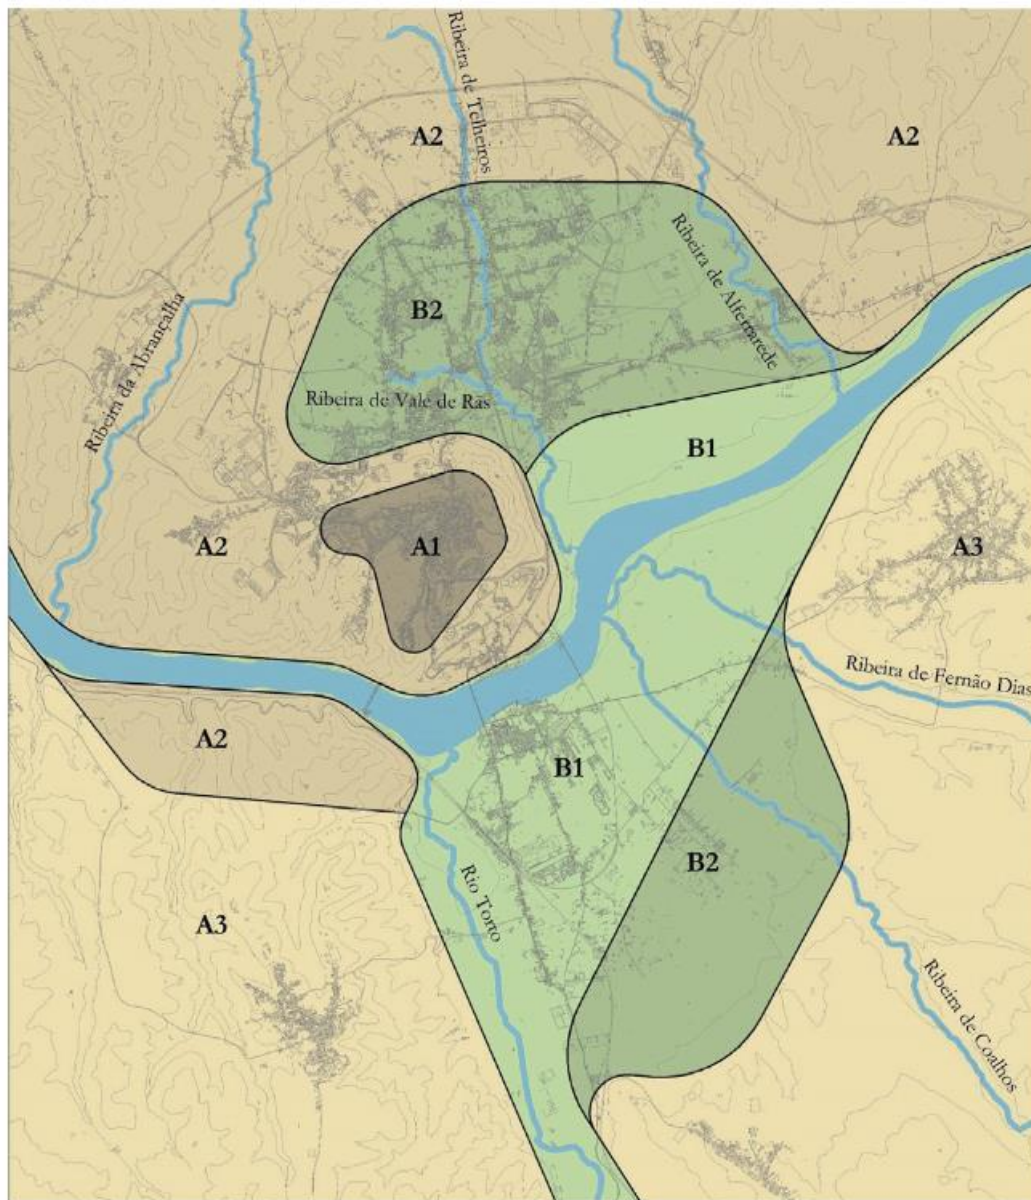 Ribeira de Telheiros
A2
A2
Ribeira de Alferrarede
B2
Ribeira da Abrançalha
Ribeira de Vale de Rãs
B1
A2
A1
A3
Ribeira de Fernão Dias
A2
B1
B2
Rio Torto
A3
Ribeira de Coalhos